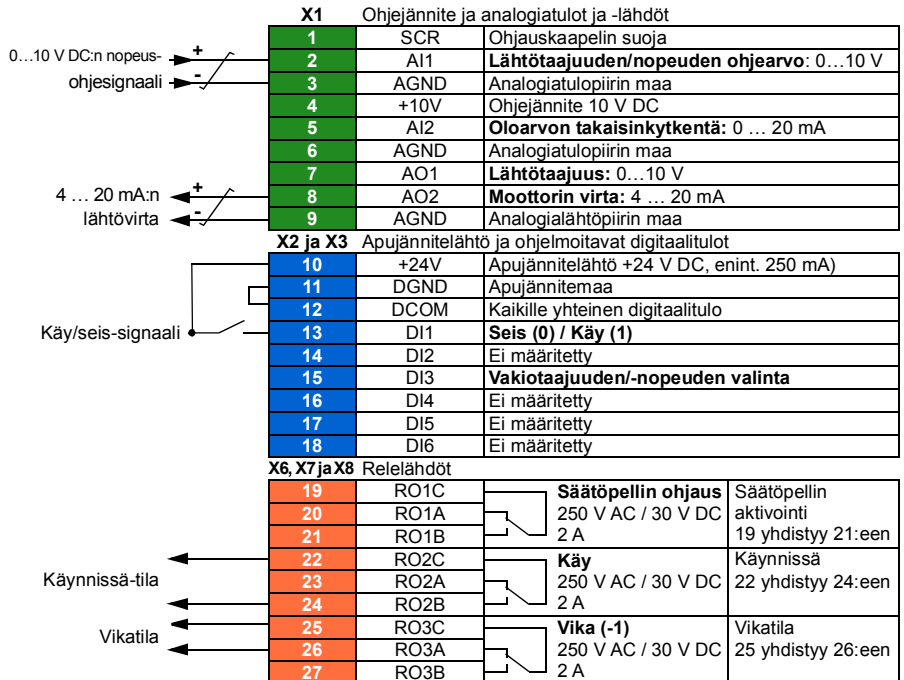 X1 Ohjejännite ja analogiatulot ja -lähdöt
1 SCR Ohjauskaapelin suoja
0…10 V DC:n nopeus- + 2 AI1 Lähtötaajuuden/nopeuden ohjearvo: 0…10 V
ohjesignaali - 3 AGND Analogiatulopiirin maa
4 +10V Ohjejännite 10 V DC
5 AI2 Oloarvon takaisinkytkentä: 0 … 20 mA
6 AGND Analogiatulopiirin maa
7 AO1 Lähtötaajuus: 0…10 V
4 … 20 mA:n + 8 AO2 Moottorin virta: 4 … 20 mA
lähtövirta - 9 AGND Analogialähtöpiirin maa
X2 ja X3 Apujännitelähtö ja ohjelmoitavat digitaalitulot
10 +24V Apujännitelähtö +24 V DC, enint. 250 mA)
11 DGND Apujännitemaa
12 DCOM Kaikille yhteinen digitaalitulo
Käy/seis-signaali 13 DI1 Seis (0) / Käy (1)
14 DI2 Ei määritetty
15 DI3 Vakiotaajuuden/-nopeuden valinta
16 DI4 Ei määritetty
17 DI5 Ei määritetty
18 DI6 Ei määritetty
X6, X7 ja X8 Relelähdöt
19 RO1C Säätöpellin ohjaus Säätöpellin
20 RO1A 250 V AC / 30 V DC aktivointi
21 RO1B 2 A 19 yhdistyy 21:een
22 RO2C Käy Käynnissä
Käynnissä-tila 23 RO2A 250 V AC / 30 V DC 22 yhdistyy 24:een
24 RO2B 2 A
25 RO3C Vika (-1) Vikatila
Vikatila 26 RO3A 250 V AC / 30 V DC 25 yhdistyy 26:een
27 RO3B 2 A